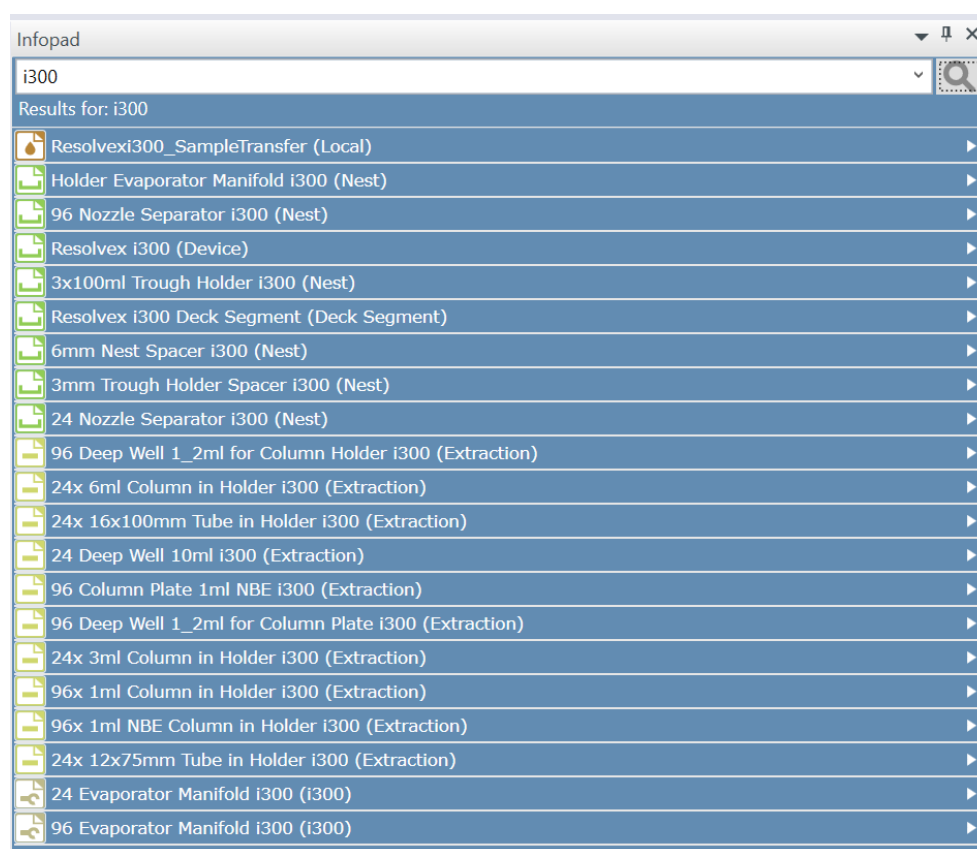 Infopad
i300
Results for: i300
Resolvexi300_SampleTransfer (Local)
Holder Evaporator Manifold i300 (Nest)
96 Nozzle Separator i300 (Nest)
Resolvex i300 (Device)
3x100ml Trough Holder i300 (Nest)
Resolvex i300 Deck Segment (Deck Segment)
6mm Nest Spacer i300 (Nest)
3mm Trough Holder Spacer i300 (Nest)
24 Nozzle Separator i300 (Nest)
96 Deep Well 1_2ml for Column Holder i300 (Extraction)
24x 6ml Column in Holder i300 (Extraction)
24x 16x100mm Tube in Holder i300 (Extraction)
24 Deep Well 10ml i300 (Extraction)
96 Column Plate 1ml NBE i300 (Extraction)
96 Deep Well 1_2ml for Column Plate i300 (Extraction)
24x 3ml Column in Holder i300 (Extraction)
96x 1ml Column in Holder i300 (Extraction)
96x 1ml NBE Column in Holder i300 (Extraction)
24x 12x75mm Tube in Holder i300 (Extraction)
24 Evaporator Manifold i300 (i300)
96 Evaporator Manifold i300 (i300)